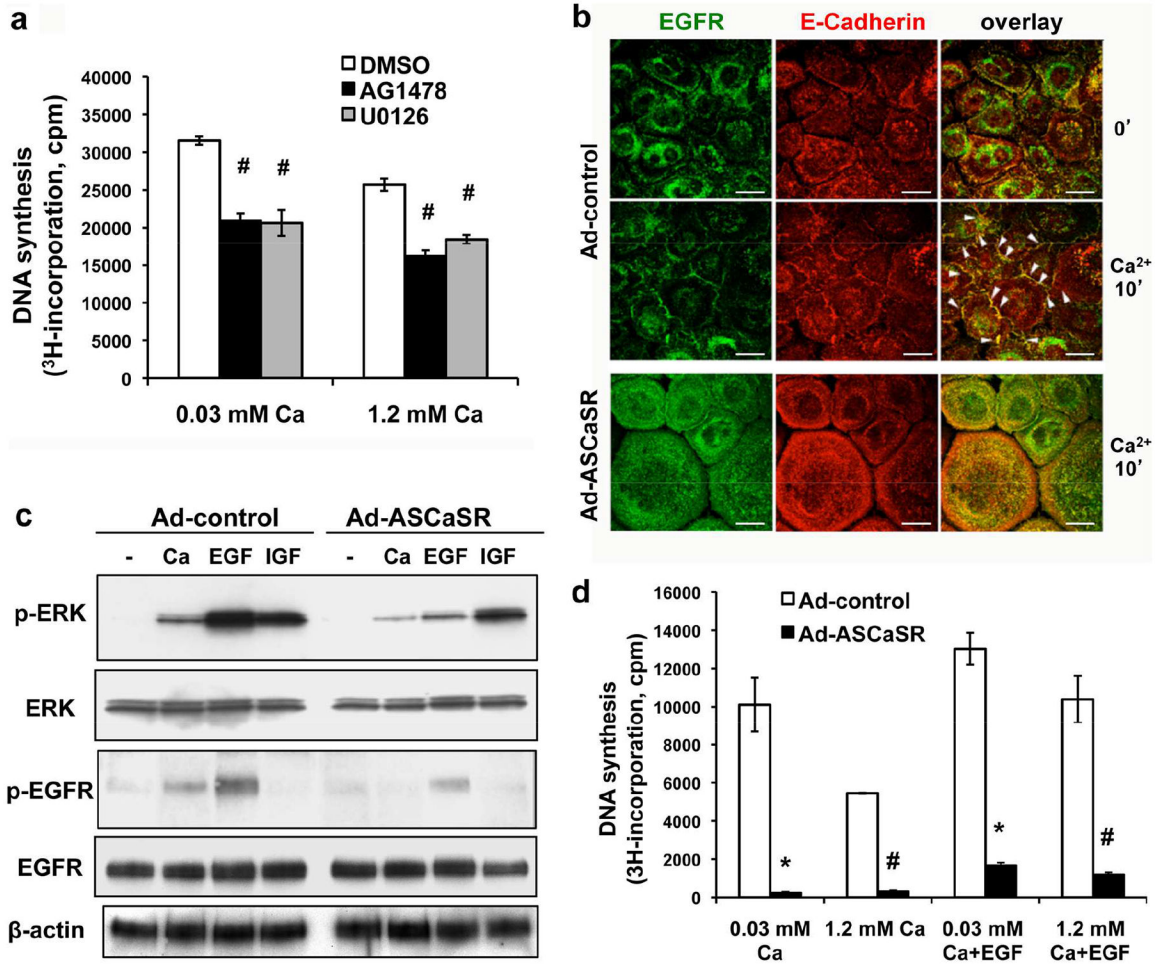 a
DNA synthesis
(³H-incorporation, cpm)
40000
35000
30000
25000
20000
15000
10000
5000
0
DMSO
AG1478
U0126
# #
# #
0.03 mM Ca 1.2 mM Ca
b
EGFR E-Cadherin overlay
Ad-control
0'
Ca²⁺
10'
Ad-ASCaSR
Ca²⁺
10'
c
Ad-control Ad-ASCaSR
- Ca EGF IGF - Ca EGF IGF
p-ERK
ERK
p-EGFR
EGFR
β-actin
d
DNA synthesis
(3H-incorporation, cpm)
16000
14000
12000
10000
8000
6000
4000
2000
0
Ad-control
Ad-ASCaSR
* # * #
0.03 mM
Ca
1.2 mM Ca
0.03 mM
Ca+EGF
1.2 mM
Ca+EGF